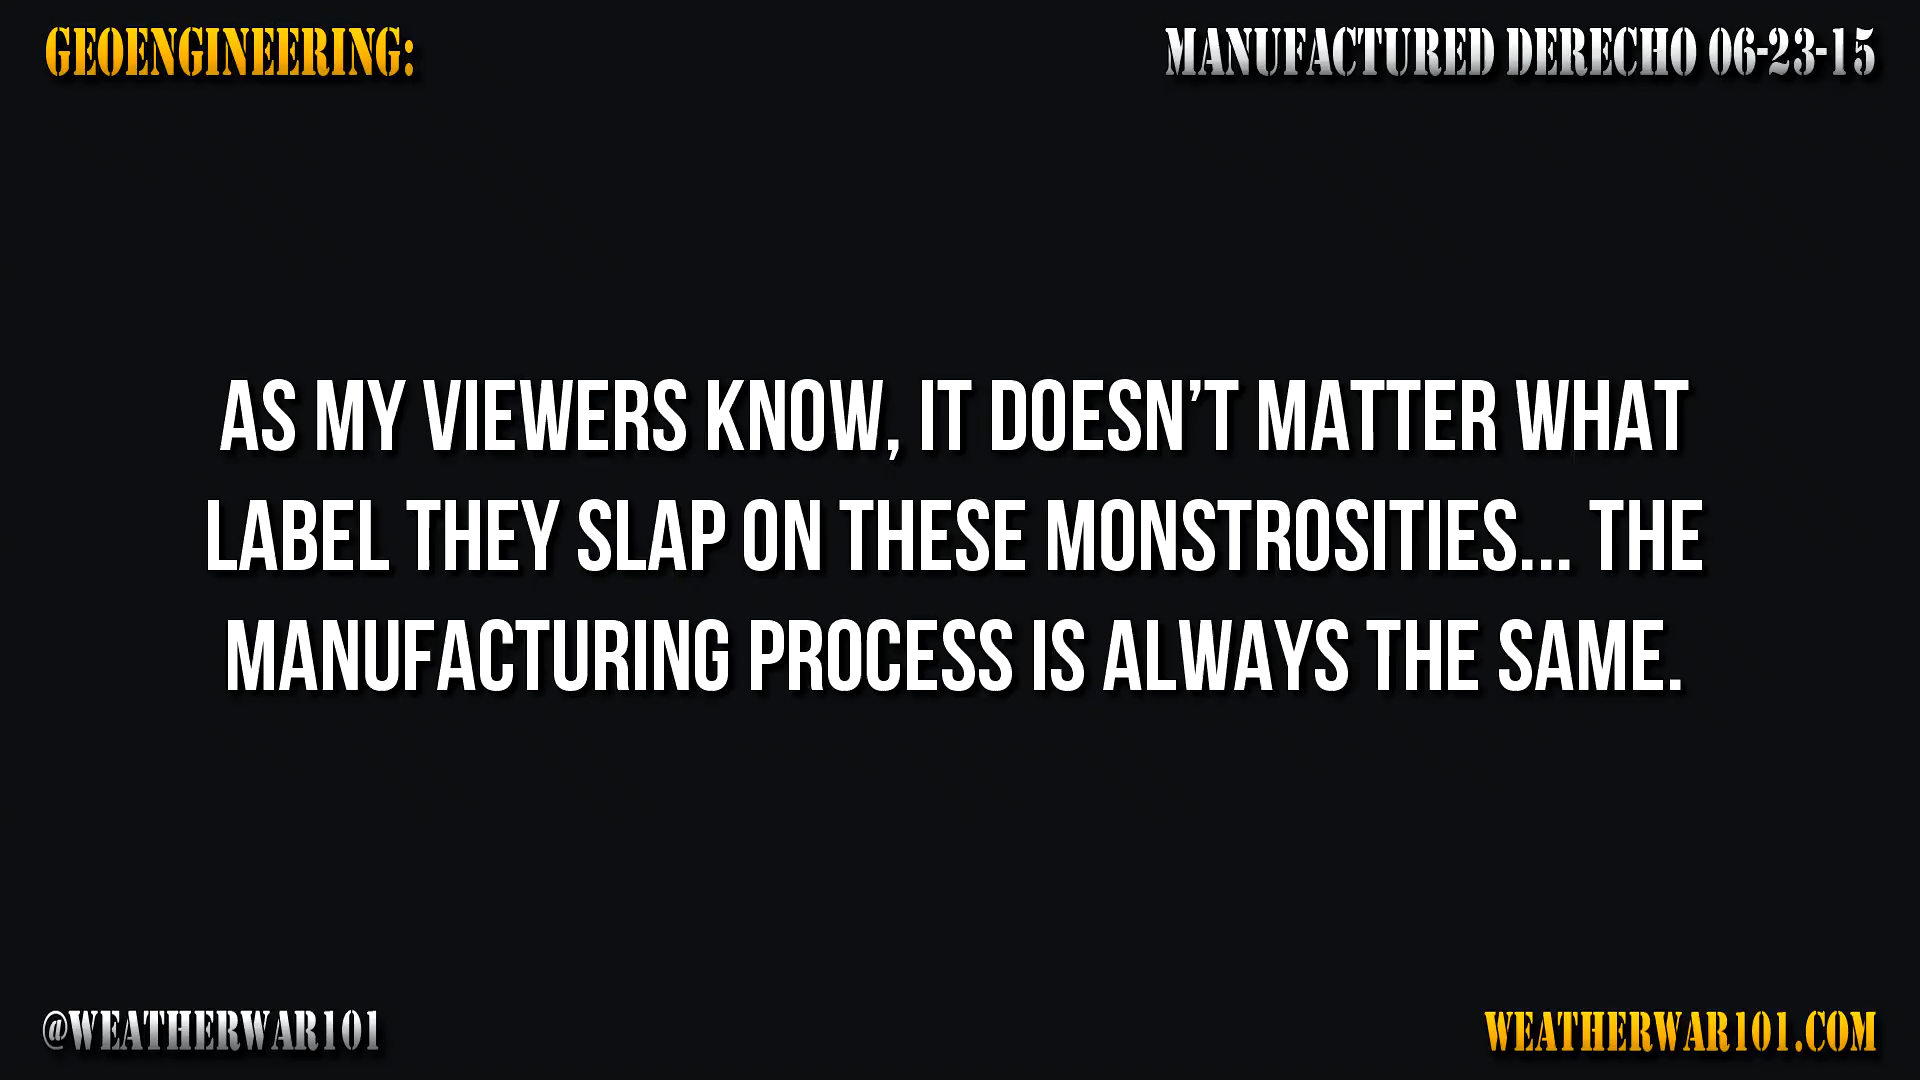 GEOENGINEERING:
MANUFACTURED DERECHO 06-23-15
AS MY VIEWERS KNOW, IT DOESN’T MATTER WHAT
LABEL THEY SLAP ON THESE MONSTROSITIES... THE
MANUFACTURING PROCESS IS ALWAYS THE SAME.
@WEATHERWAR101
WEATHERWAR101.COM